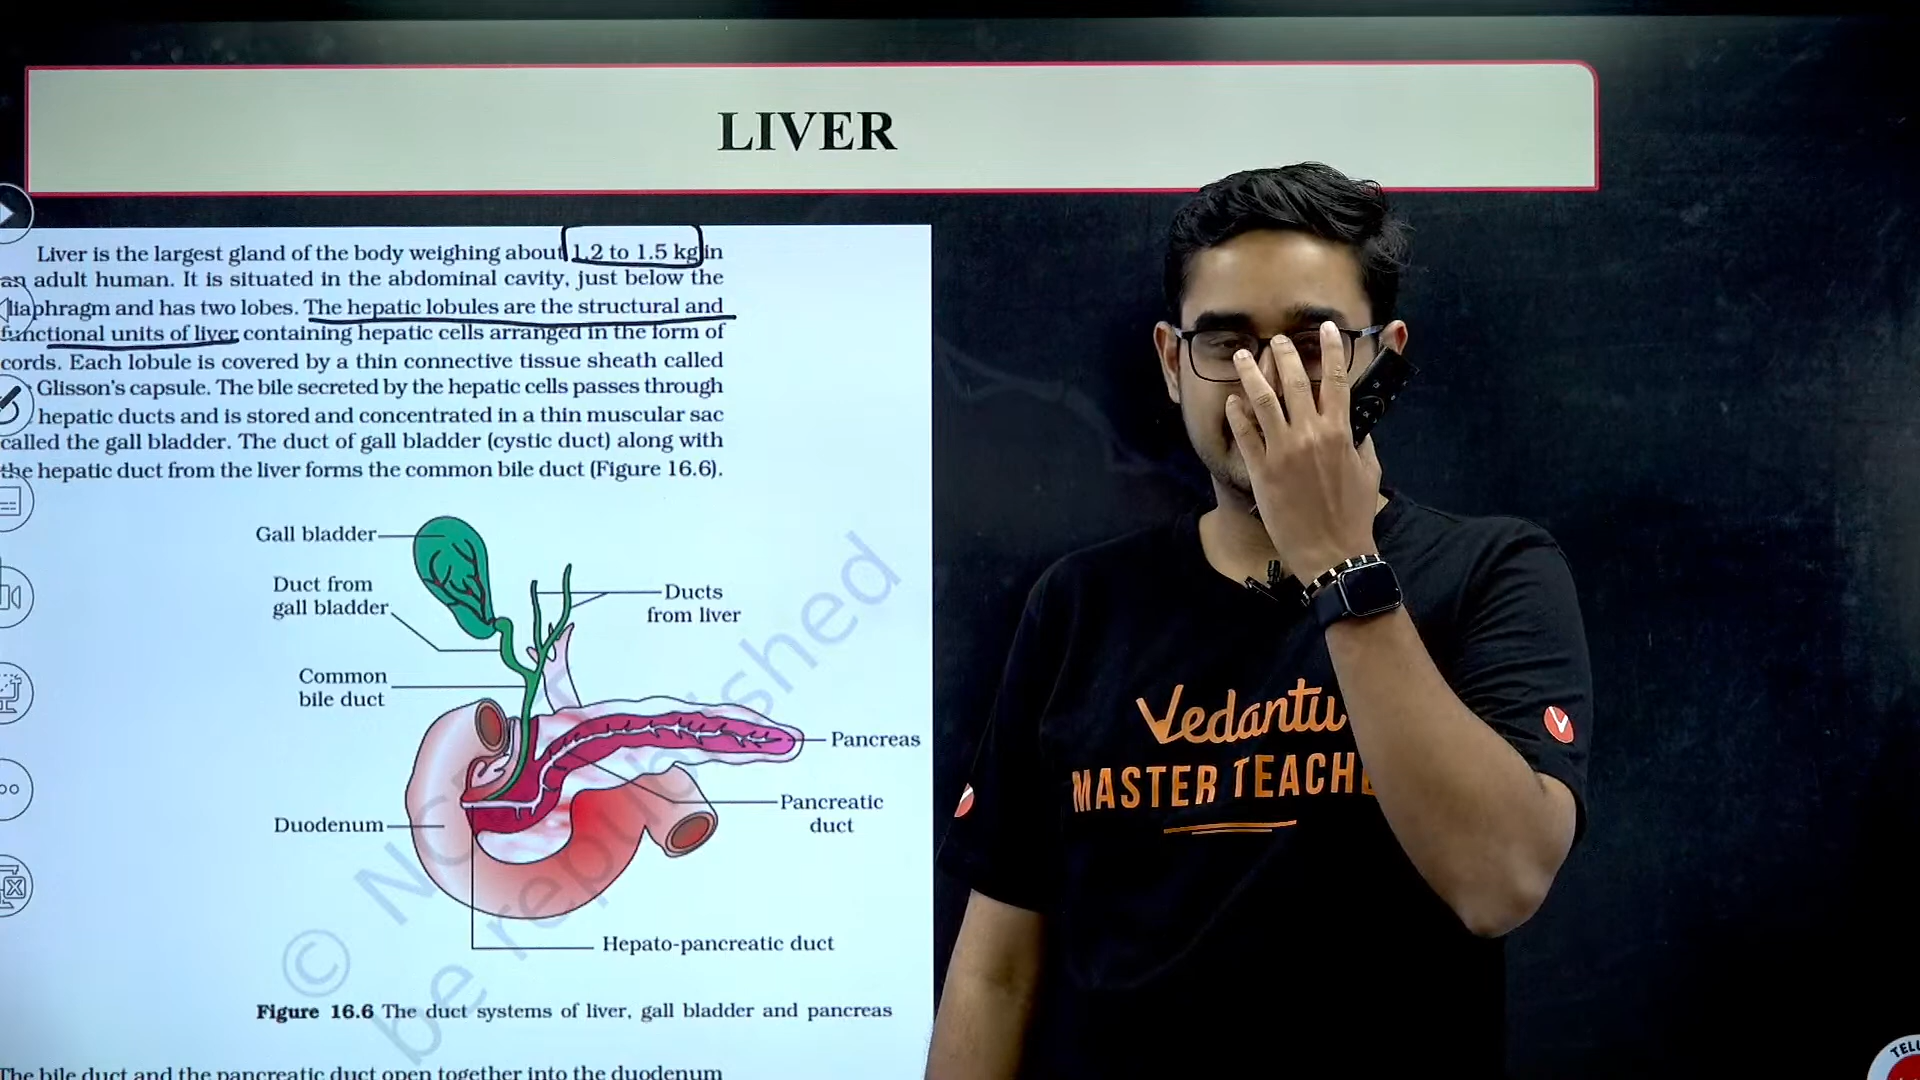 LIVER
Liver is the largest gland of the body weighing about 1.2 to 1.5 kg in
an adult human. It is situated in the abdominal cavity, just below the
diaphragm and has two lobes. The hepatic lobules are the structural and
functional units of liver containing hepatic cells arranged in the form of
cords. Each lobule is covered by a thin connective tissue sheath called
Glisson's capsule. The bile secreted by the hepatic cells passes through
hepatic ducts and is stored and concentrated in a thin muscular sac
called the gall bladder. The duct of gall bladder (cystic duct) along with
the hepatic duct from the liver forms the common bile duct (Figure 16.6).
Gall bladder
Duct from
gall bladder
Ducts
from liver
Common
bile duct
Pancreas
Pancreatic
duct
Duodenum
Hepato-pancreatic duct
Figure 16.6 The duct systems of liver, gall bladder and pancreas
The bile duct and the pancreatic duct open together into the duodenum
©
be republished
Vedantu
MASTER TEACHE